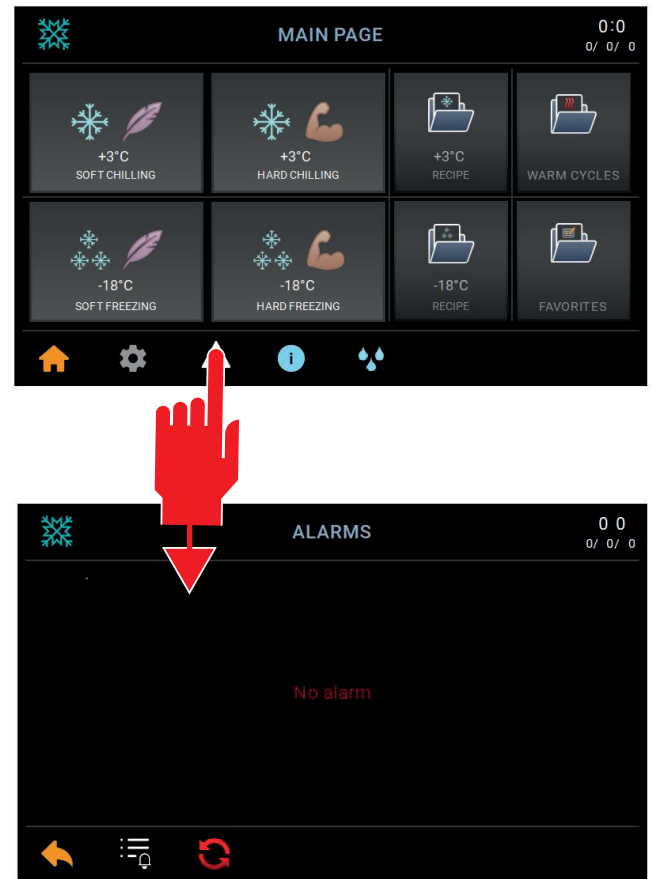 MAIN PAGE
0:0
0/ 0/ 0
+3°C
SOFT CHILLING
+3°C
HARD CHILLING
+3°C
RECIPE
WARM CYCLES
-18°C
SOFT FREEZING
-18°C
HARD FREEZING
-18°C
RECIPE
FAVORITES
i
ALARMS
0 0
0/ 0/ 0
-
No alarm